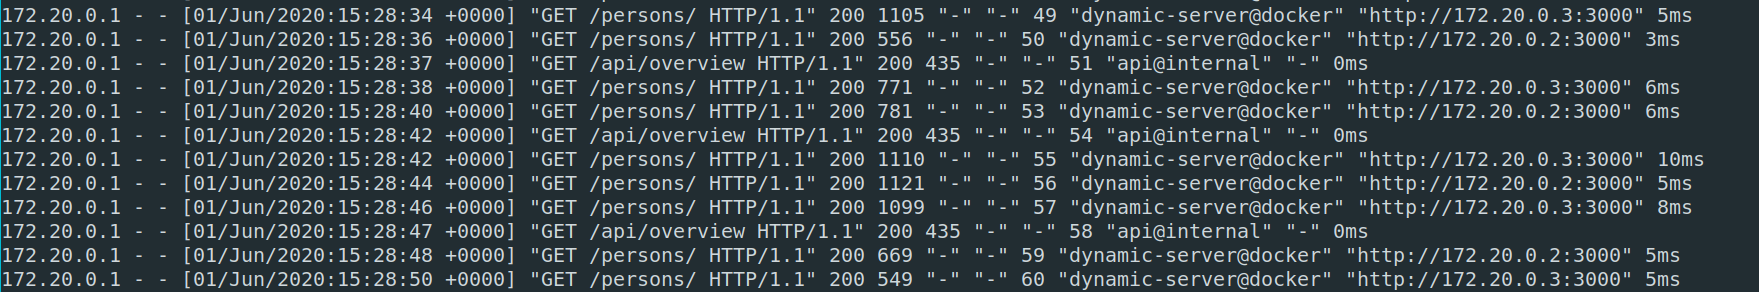 172.20.0.1 - - [01/Jun/2020:15:28:34 +0000] "GET /persons/ HTTP/1.1" 200 1105 "-" "-" 49 "dynamic-server@docker" "http://172.20.0.3:3000" 5ms
172.20.0.1 - - [01/Jun/2020:15:28:36 +0000] "GET /persons/ HTTP/1.1" 200 556 "-" "-" 50 "dynamic-server@docker" "http://172.20.0.2:3000" 3ms
172.20.0.1 - - [01/Jun/2020:15:28:37 +0000] "GET /api/overview HTTP/1.1" 200 435 "-" "-" 51 "api@internal" "-" 0ms
172.20.0.1 - - [01/Jun/2020:15:28:38 +0000] "GET /persons/ HTTP/1.1" 200 771 "-" "-" 52 "dynamic-server@docker" "http://172.20.0.3:3000" 6ms
172.20.0.1 - - [01/Jun/2020:15:28:40 +0000] "GET /persons/ HTTP/1.1" 200 781 "-" "-" 53 "dynamic-server@docker" "http://172.20.0.2:3000" 6ms
172.20.0.1 - - [01/Jun/2020:15:28:42 +0000] "GET /api/overview HTTP/1.1" 200 435 "-" "-" 54 "api@internal" "-" 0ms
172.20.0.1 - - [01/Jun/2020:15:28:42 +0000] "GET /persons/ HTTP/1.1" 200 1110 "-" "-" 55 "dynamic-server@docker" "http://172.20.0.3:3000" 10ms
172.20.0.1 - - [01/Jun/2020:15:28:44 +0000] "GET /persons/ HTTP/1.1" 200 1121 "-" "-" 56 "dynamic-server@docker" "http://172.20.0.2:3000" 5ms
172.20.0.1 - - [01/Jun/2020:15:28:46 +0000] "GET /persons/ HTTP/1.1" 200 1099 "-" "-" 57 "dynamic-server@docker" "http://172.20.0.3:3000" 8ms
172.20.0.1 - - [01/Jun/2020:15:28:47 +0000] "GET /api/overview HTTP/1.1" 200 435 "-" "-" 58 "api@internal" "-" 0ms
172.20.0.1 - - [01/Jun/2020:15:28:48 +0000] "GET /persons/ HTTP/1.1" 200 669 "-" "-" 59 "dynamic-server@docker" "http://172.20.0.2:3000" 5ms
172.20.0.1 - - [01/Jun/2020:15:28:50 +0000] "GET /persons/ HTTP/1.1" 200 549 "-" "-" 60 "dynamic-server@docker" "http://172.20.0.3:3000" 5ms